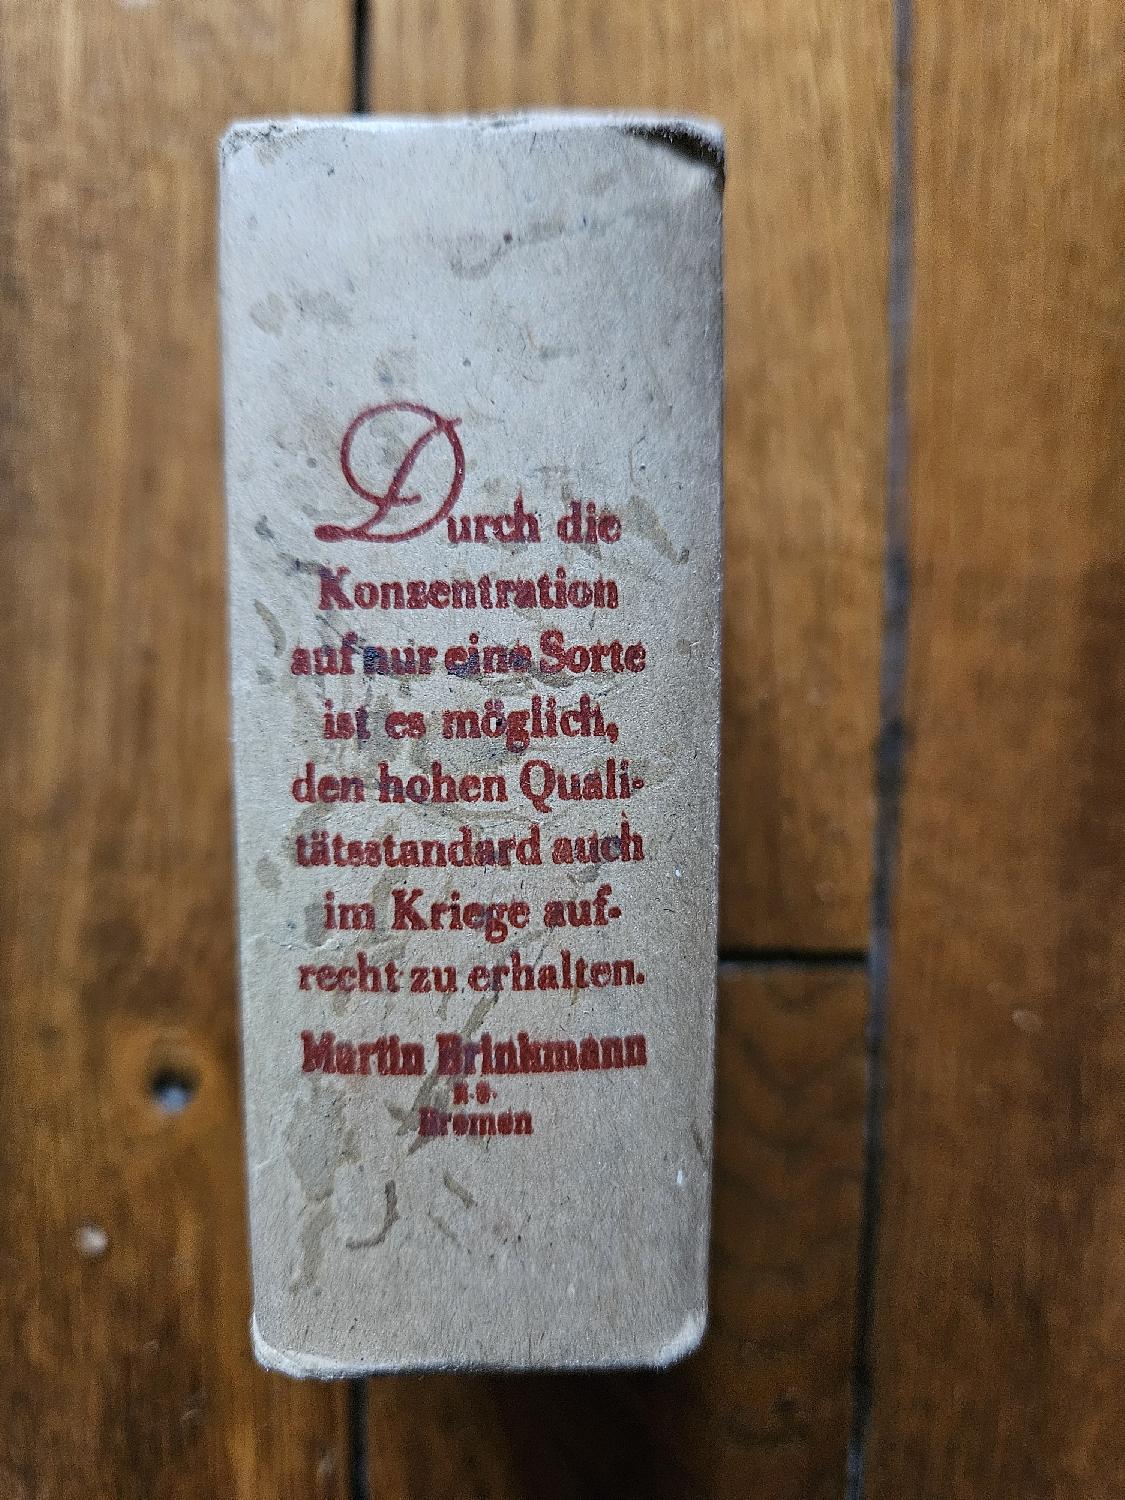 Durch die
Konzentration
auf nur eine Sorte
ist es möglich,
den hohen Quali-
tätsstandard auch
im Kriege auf-
recht zu erhalten.
Martin Brinkmann
A.G.
Bremen